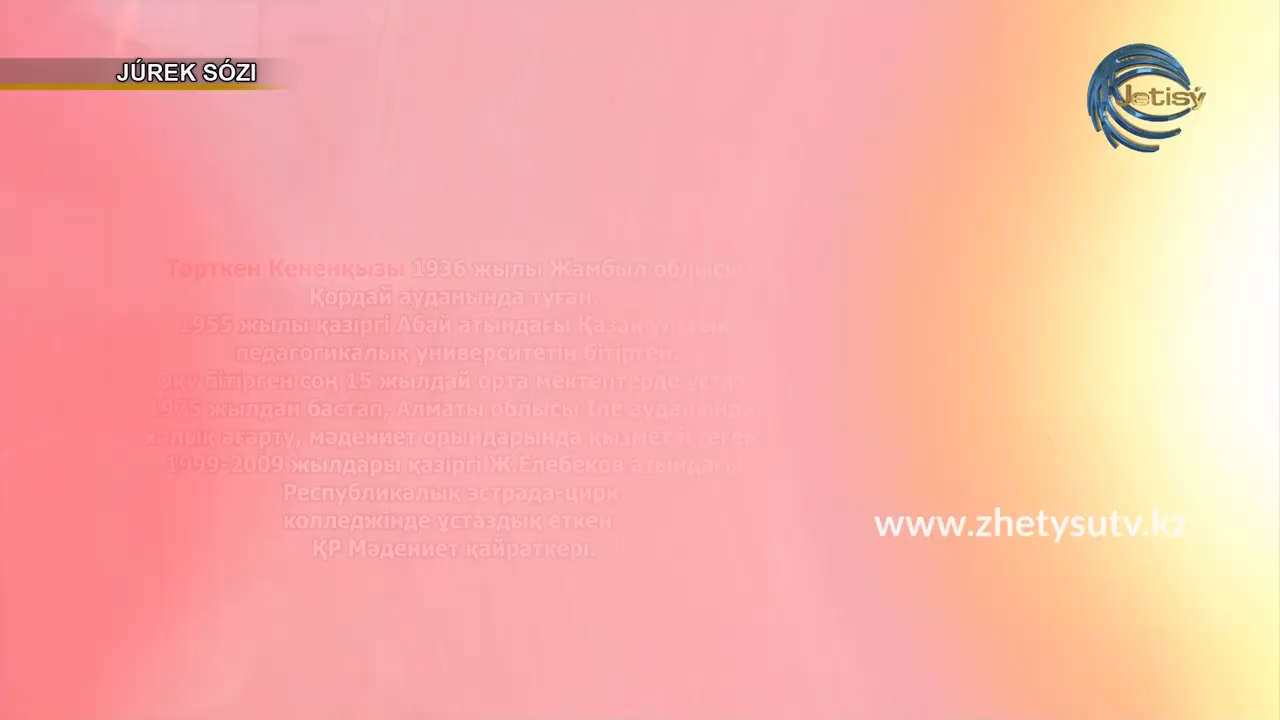 JÚREK SÓZI
Jetisý
Тәрткен Кененқызы 1936 жылы Жамбыл облысы
Қордай ауданында туған.
1955 жылы қазіргі Абай атындағы Қазақ ұлттық
педагогикалық университетін бітірген.
Оқу бітірген соң 15 жылдай орта мектептерде ұстаз,
1975 жылдан бастап, Алматы облысы Іле ауданында
халық ағарту, мәдениет орындарында қызмет істеген.
1999-2009 жылдары қазіргі Ж.Елебеков атындағы
Республикалық эстрада-цирк
колледжінде ұстаздық еткен.
ҚР Мәдениет қайраткері.
www.zhetysutv.kz